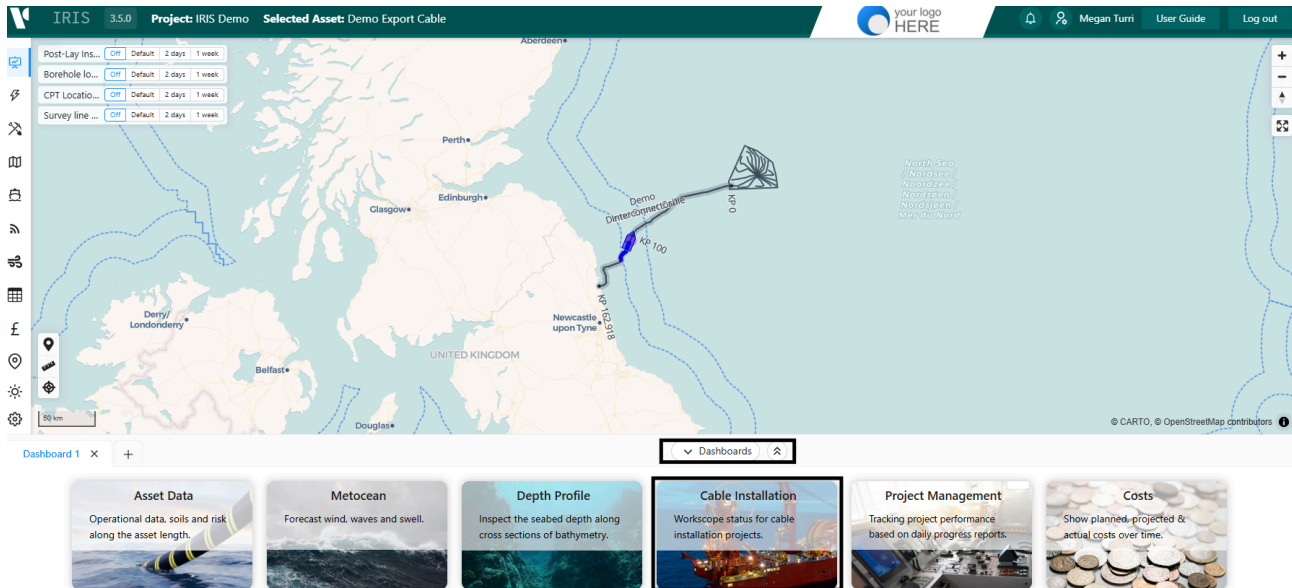 IRIS 3.5.0 Project: IRIS Demo Selected Asset: Demo Export Cable
your logo
HERE
Megan Turri User Guide Log out
Post-Lay Ins... Off Default 2 days 1 week
Borehole lo... Off Default 2 days 1 week
CPT Locatio... Off Default 2 days 1 week
Survey line ... Off Default 2 days 1 week
Aberdeen
Perth
Edinburgh
Glasgow
Demo
KP 0
KP 100
KP 162.918
North Sea
/ Nordsee /
Noordzee /
Nordsøen /
Nordsjøen /
Mer du Nord
Derry/
Londonderry
Newcastle
upon Tyne
UNITED KINGDOM
Belfast
Douglas
50 km
© CARTO, © OpenStreetMap contributors
Dashboard 1
Dashboards
Asset Data
Operational data, soils and risk
along the asset length.
Metocean
Forecast wind, waves and swell.
Depth Profile
Inspect the seabed depth along
cross sections of bathymetry.
Cable Installation
Workscope status for cable
installation projects.
Project Management
Tracking project performance
based on daily progress reports.
Costs
Show planned, projected &
actual costs over time.